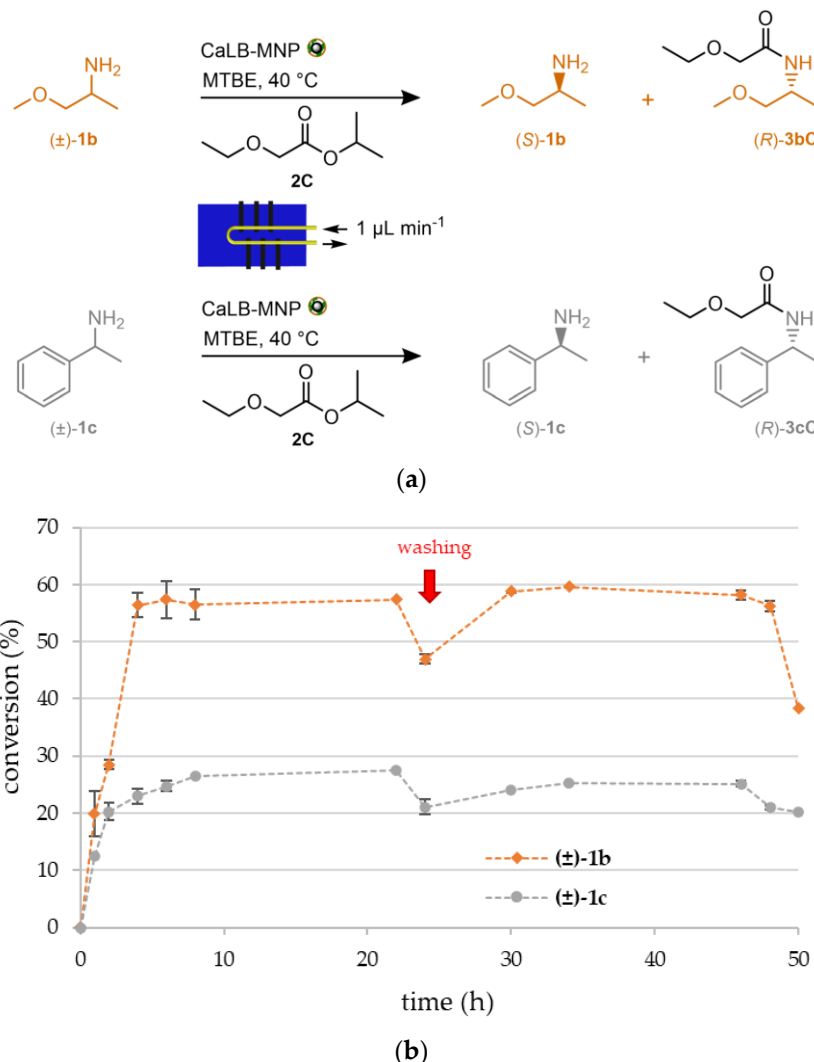 NH2
O
(±)-1b
CaLB-MNP
MTBE, 40 °C
O
O
O
2C
NH2
O
(S)-1b
+
O
O
NH
O
(R)-3bC
1 µL min-1
NH2
(±)-1c
CaLB-MNP
MTBE, 40 °C
O
O
O
2C
NH2
(S)-1c
+
O
O
NH
(R)-3cC
(a)
70
60
50
40
30
20
10
0
conversion (%)
washing
(±)-1b
(±)-1c
0
10
20
30
40
50
time (h)
(b)